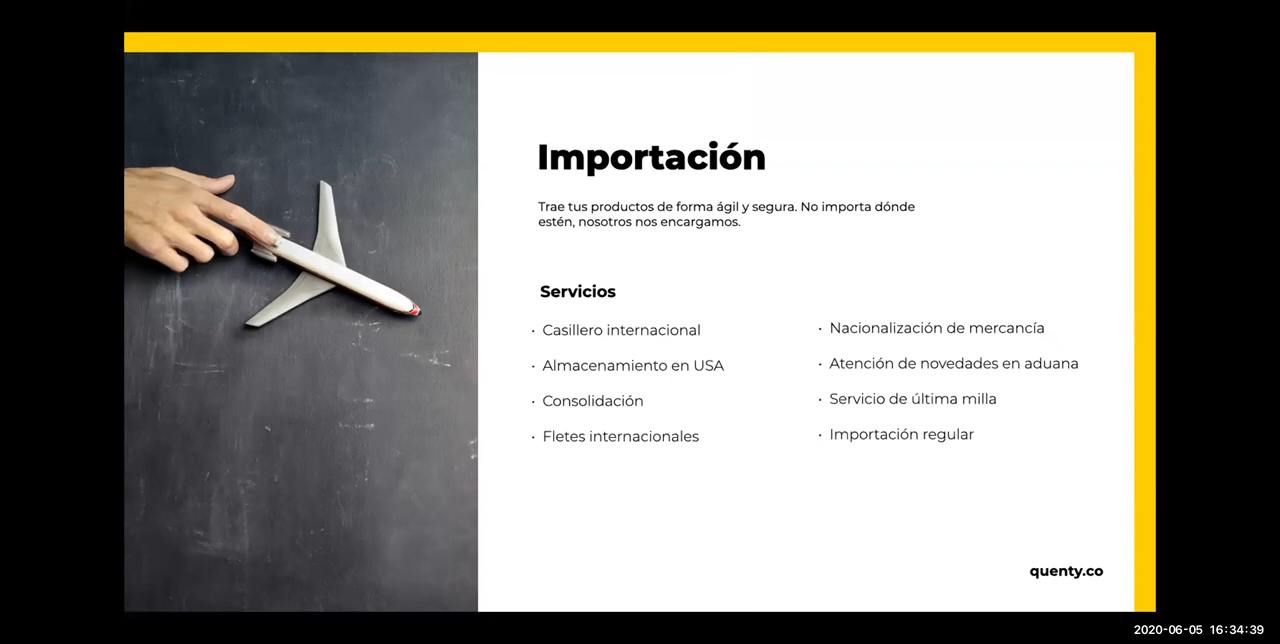 Importación
Trae tus productos de forma ágil y segura. No importa dónde
estén, nosotros nos encargamos.
Servicios
· Casillero internacional
· Almacenamiento en USA
· Consolidación
· Fletes internacionales
· Nacionalización de mercancía
· Atención de novedades en aduana
· Servicio de última milla
· Importación regular
quenty.co
2020-06-05 16:34:39